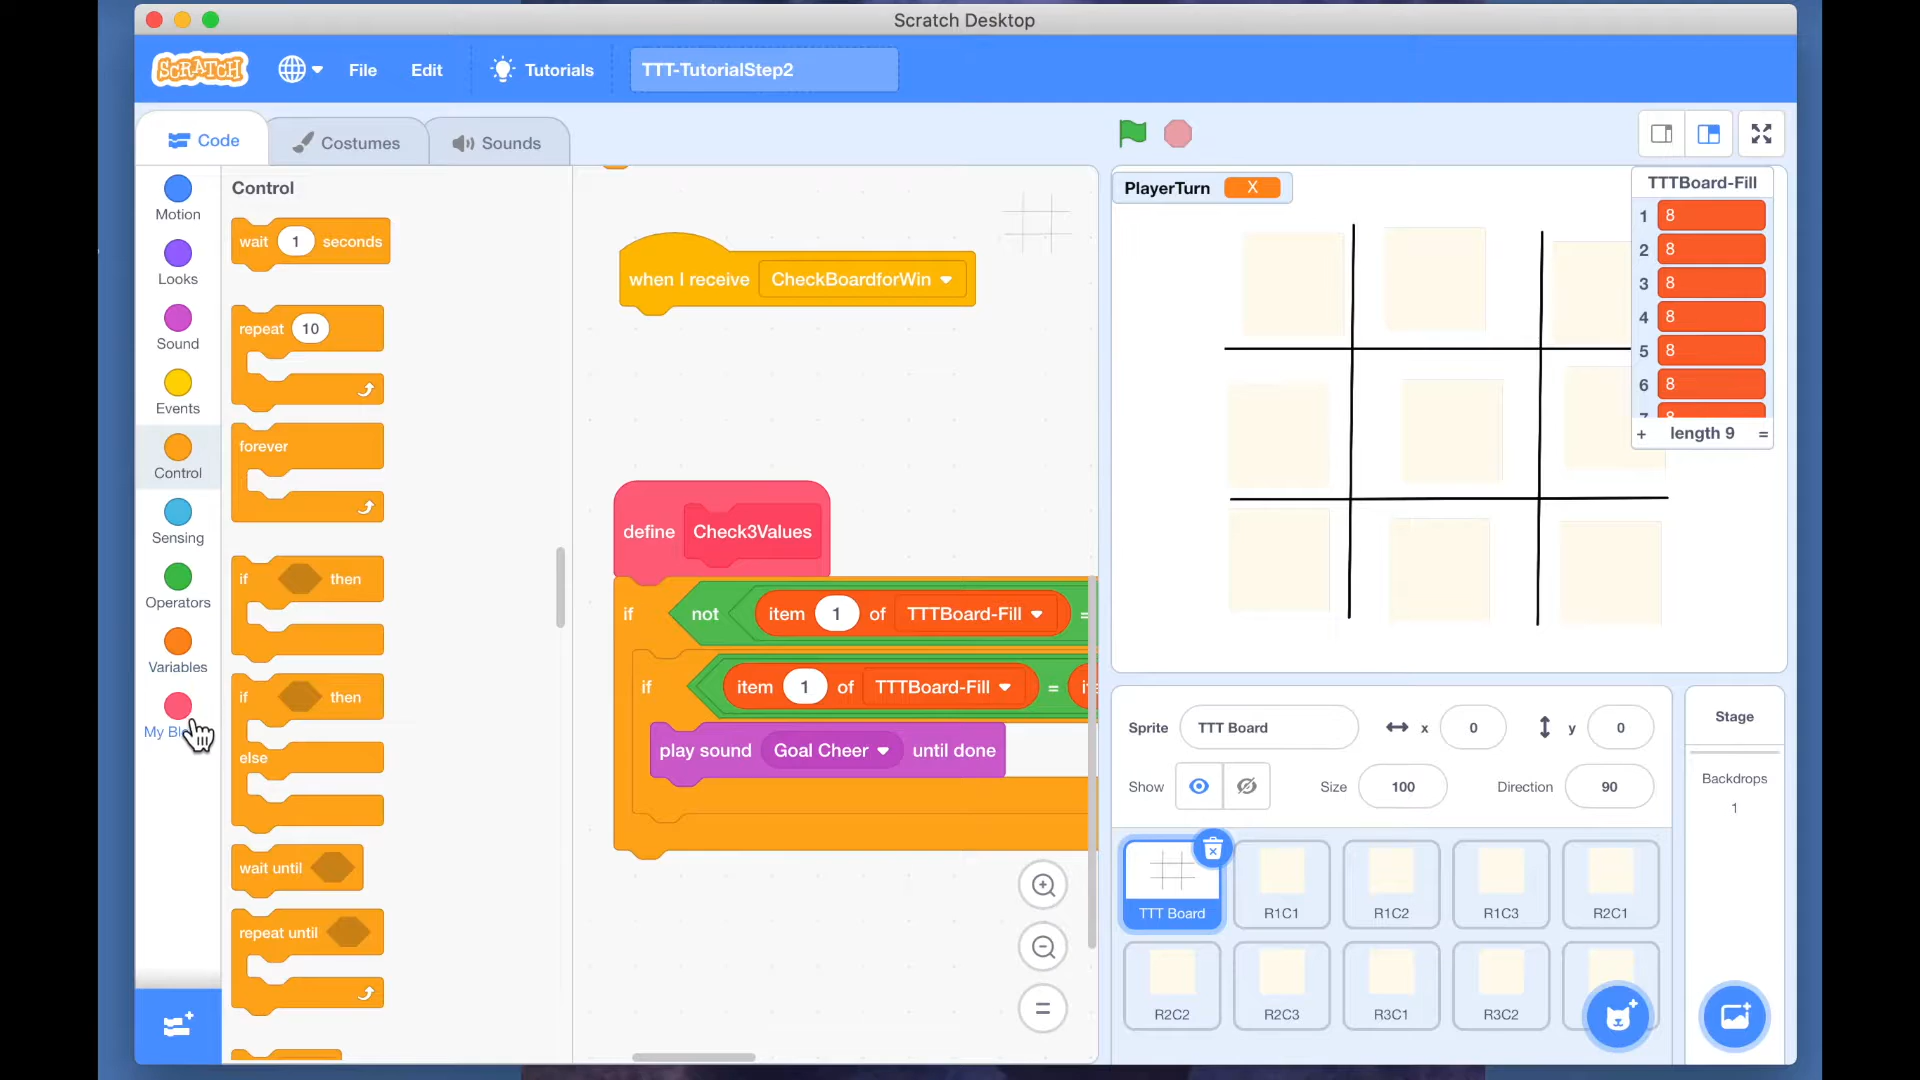 Scratch Desktop
SCRATCH
File
Edit
Tutorials
TTT-TutorialStep2
Code
Costumes
Sounds
Motion
Looks
Sound
Events
Control
Sensing
Operators
Variables
Control
wait 1 seconds
repeat 10
forever
if then
if then
else
wait until
repeat until
when I receive CheckBoardforWin
define Check3Values
if not item 1 of TTTBoard-Fill =
if item 1 of TTTBoard-Fill =
play sound Goal Cheer until done
PlayerTurn X
TTTBoard-Fill
1 8
2 8
3 8
4 8
5 8
6 8
+ length 9 =
Sprite TTT Board x 0 y 0
Show Size 100 Direction 90
TTT Board
R1C1
R1C2
R1C3
R2C1
R2C2
R2C3
R3C1
R3C2
Stage
Backdrops
1